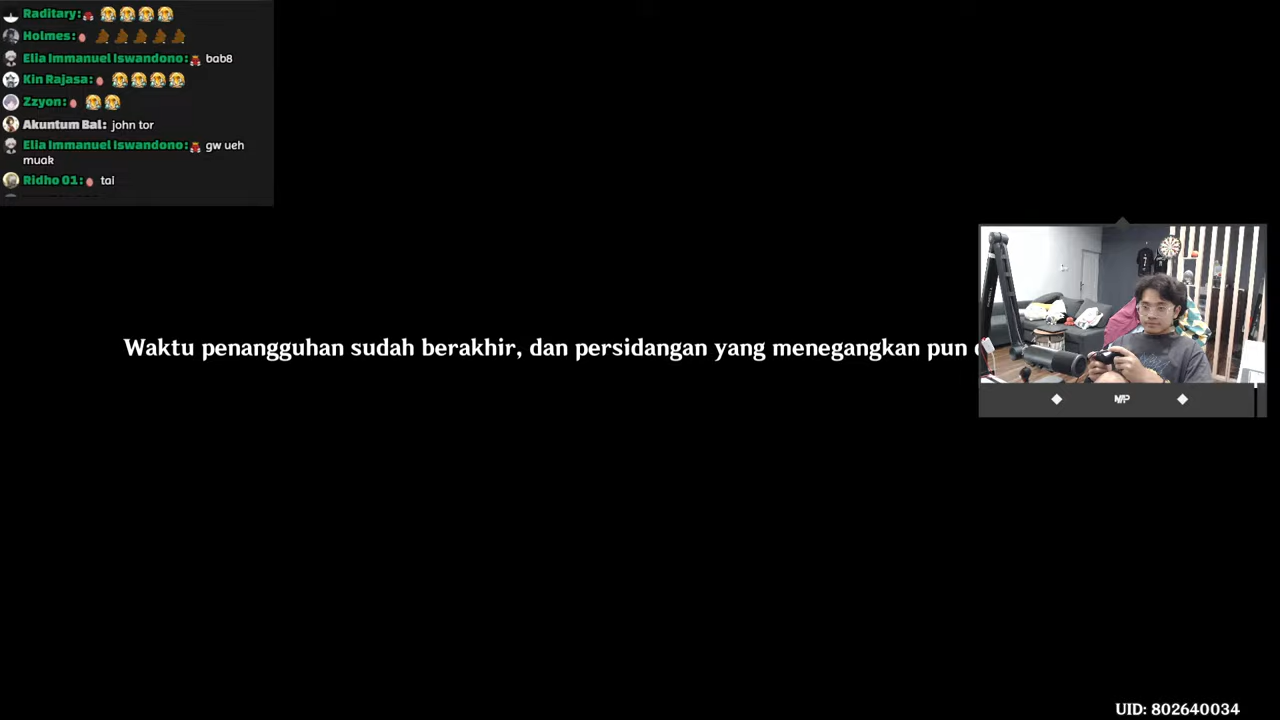 Raditary:
Holmes:
Elia Immanuel Iswandono: bab8
Kin Rajasa:
Zzyon:
Akuntum Bal: john tor
Elia Immanuel Iswandono: gw ueh
muak
Ridho 01: tai
Waktu penangguhan sudah berakhir, dan persidangan yang menegangkan pun
UID: 802640034